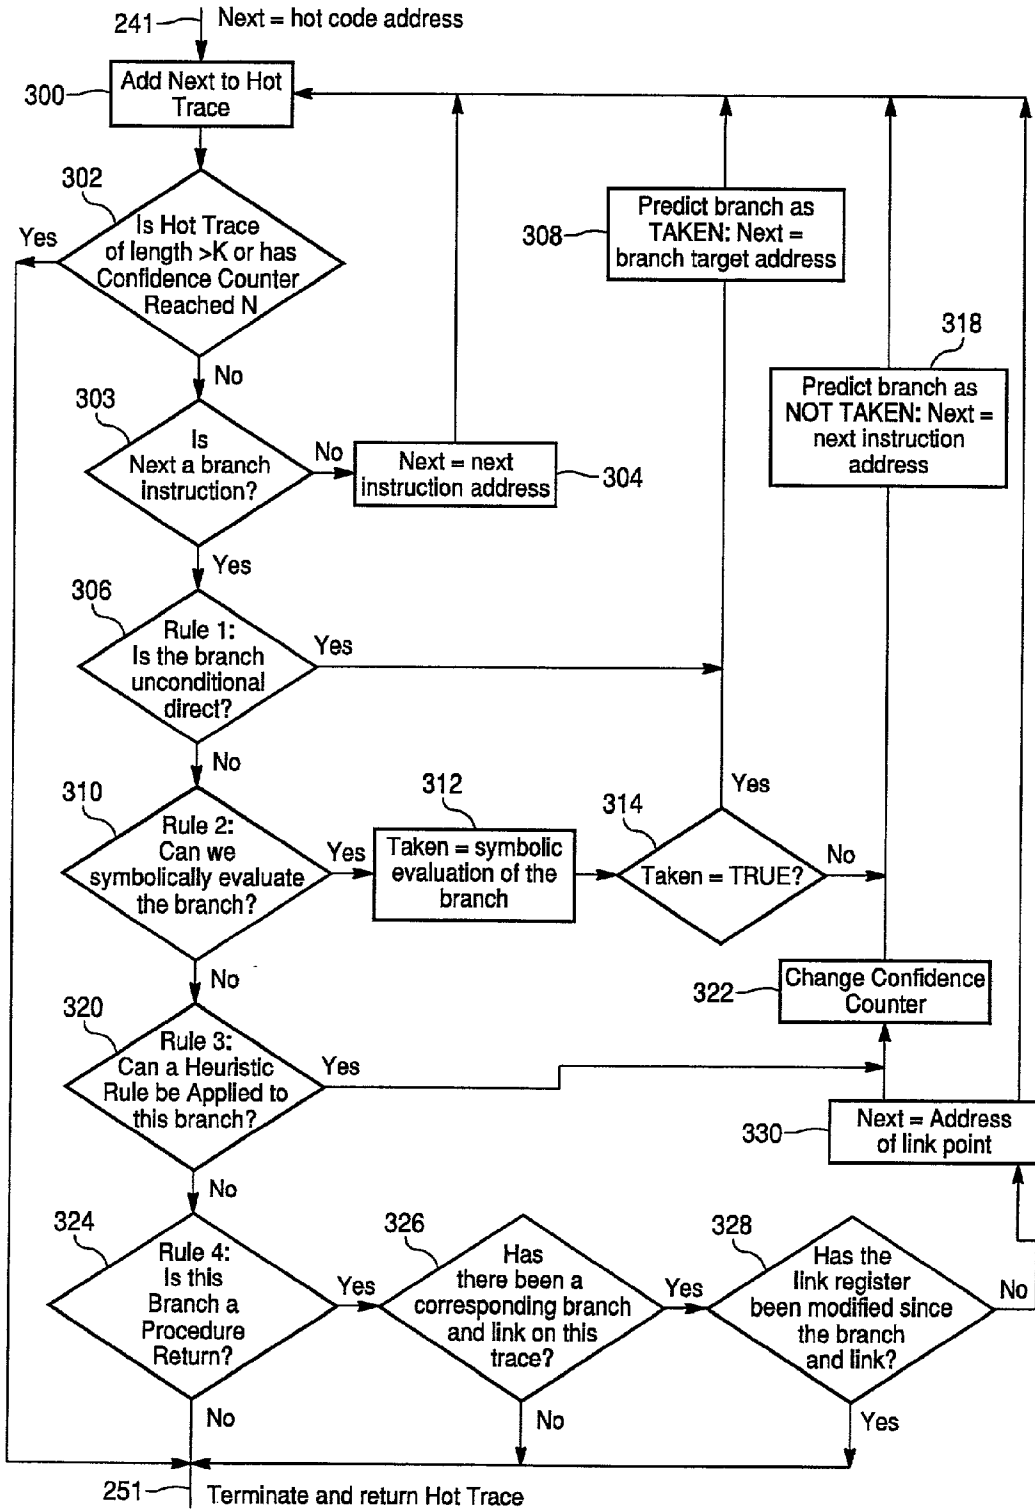 241
Next = hot code address
300
Add Next to Hot
Trace
302
Is Hot Trace
of length >K or has
Confidence Counter
Reached N
Yes
No
308
Predict branch as
TAKEN: Next =
branch target address
318
Predict branch as
NOT TAKEN: Next =
next instruction
address
303
Is
Next a branch
instruction?
No
Next = next
instruction address
304
Yes
306
Rule 1:
Is the branch
unconditional
direct?
Yes
No
310
Rule 2:
Can we
symbolically evaluate
the branch?
Yes
312
Taken = symbolic
evaluation of the
branch
314
Taken = TRUE?
Yes
No
No
322
Change Confidence
Counter
320
Rule 3:
Can a Heuristic
Rule be Applied to
this branch?
Yes
330
Next = Address
of link point
No
324
Rule 4:
Is this
Branch a
Procedure
Return?
Yes
326
Has
there been a
corresponding branch
and link on this
trace?
Yes
328
Has the
link register
been modified since
the branch
and link?
No
No
No
Yes
251
Terminate and return Hot Trace